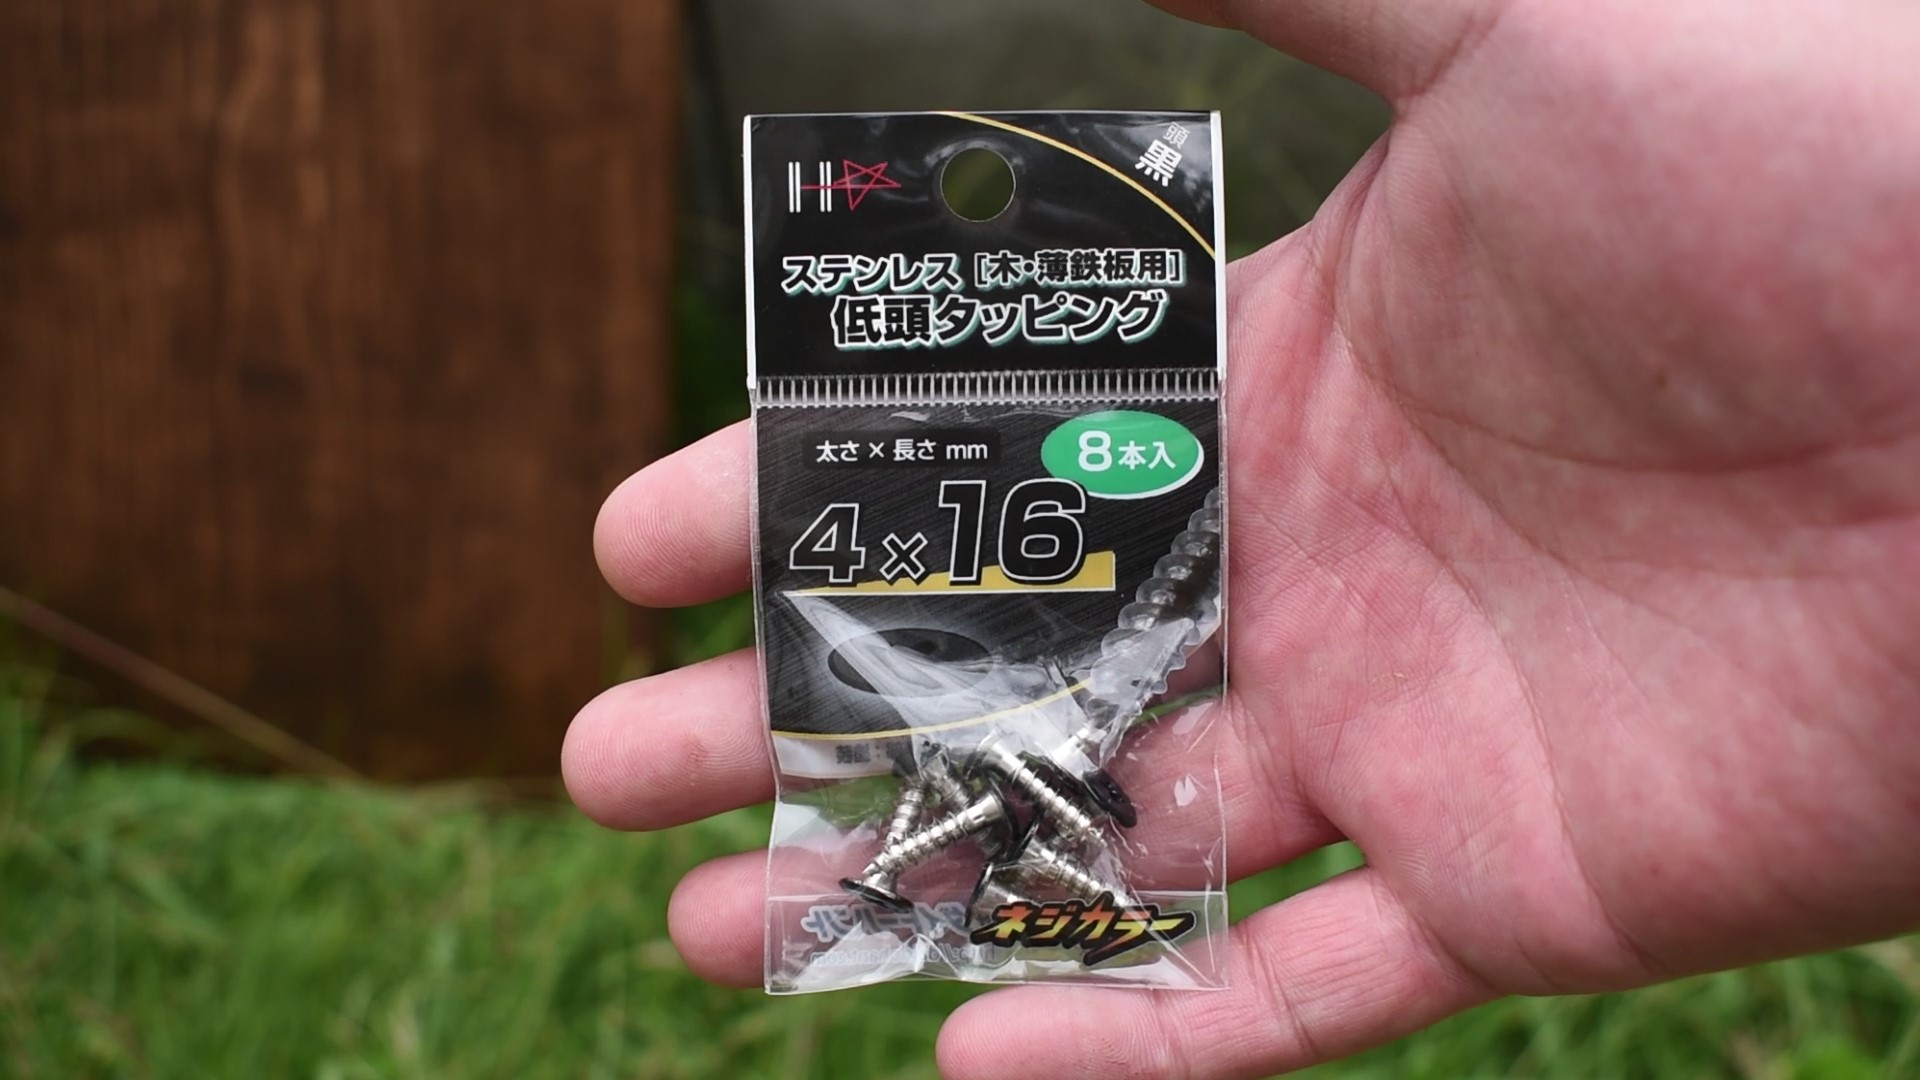 H☆
頭
黒
ステンレス [木・薄鉄板用]
低頭タッピング
太さ × 長さ mm
8本入
4×16
ネジカラー